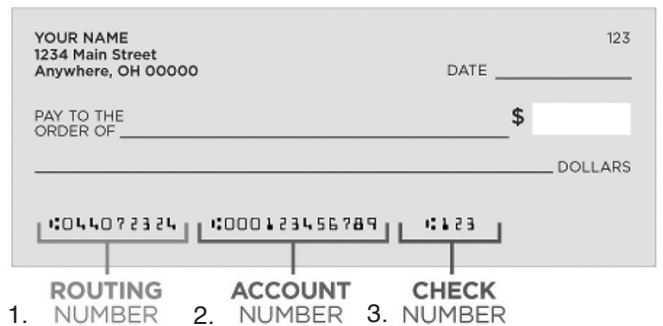 YOUR NAME 123
1234 Main Street
Anywhere, OH 00000
DATE
PAY TO THE
ORDER OF $
DOLLARS
⑆044072324 ⑆000123456789 ⑆123
ROUTING ACCOUNT CHECK
1. NUMBER 2. NUMBER 3. NUMBER